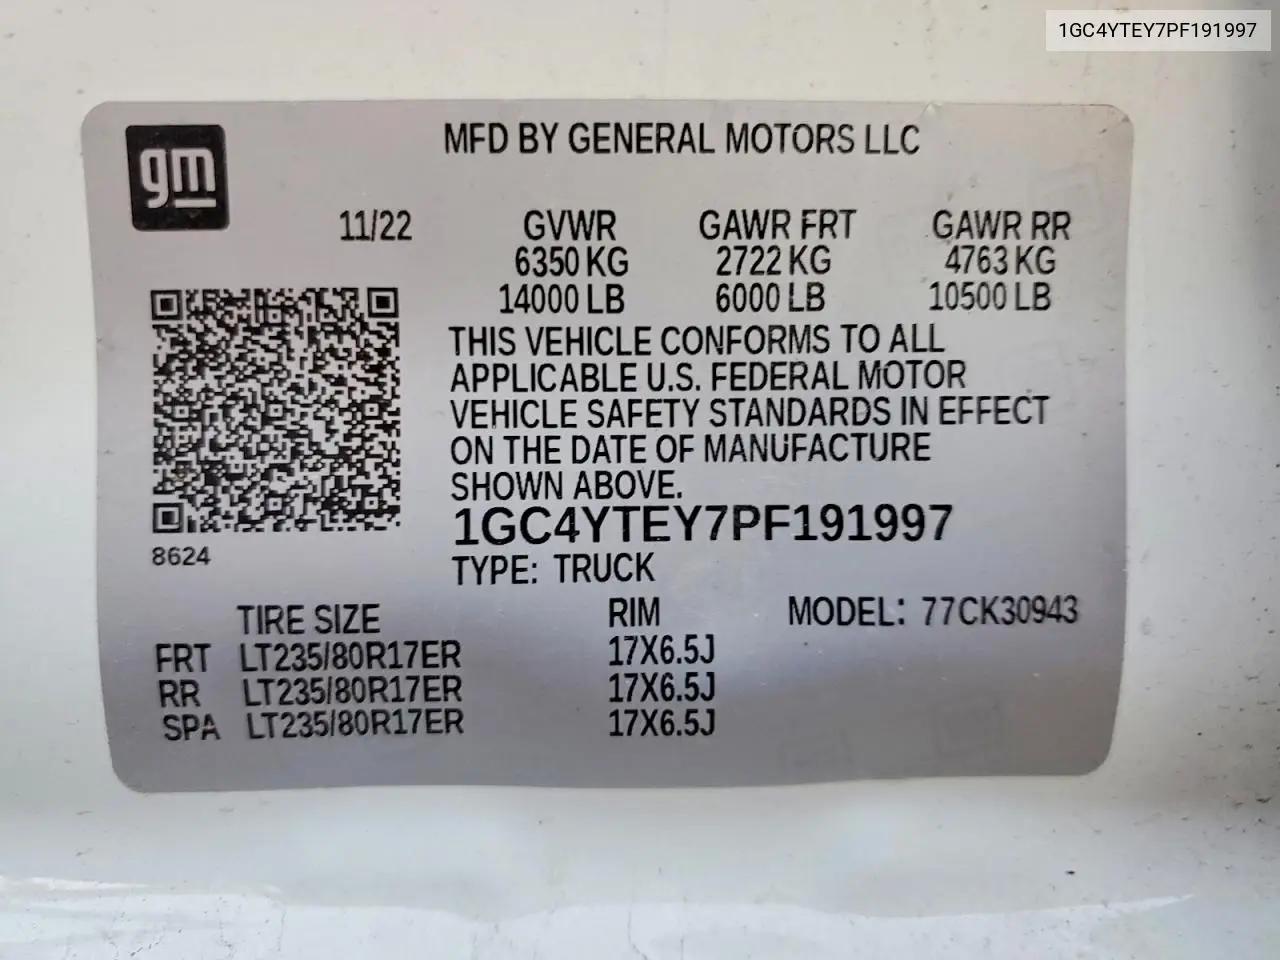 1GC4YTEY7PF191997
gm
MFD BY GENERAL MOTORS LLC
11/22 GVWR GAWR FRT GAWR RR
6350 KG 2722 KG 4763 KG
14000 LB 6000 LB 10500 LB
THIS VEHICLE CONFORMS TO ALL
APPLICABLE U.S. FEDERAL MOTOR
VEHICLE SAFETY STANDARDS IN EFFECT
ON THE DATE OF MANUFACTURE
SHOWN ABOVE.
1GC4YTEY7PF191997
8624
TYPE: TRUCK
TIRE SIZE RIM MODEL: 77CK30943
FRT LT235/80R17ER 17X6.5J
RR LT235/80R17ER 17X6.5J
SPA LT235/80R17ER 17X6.5J